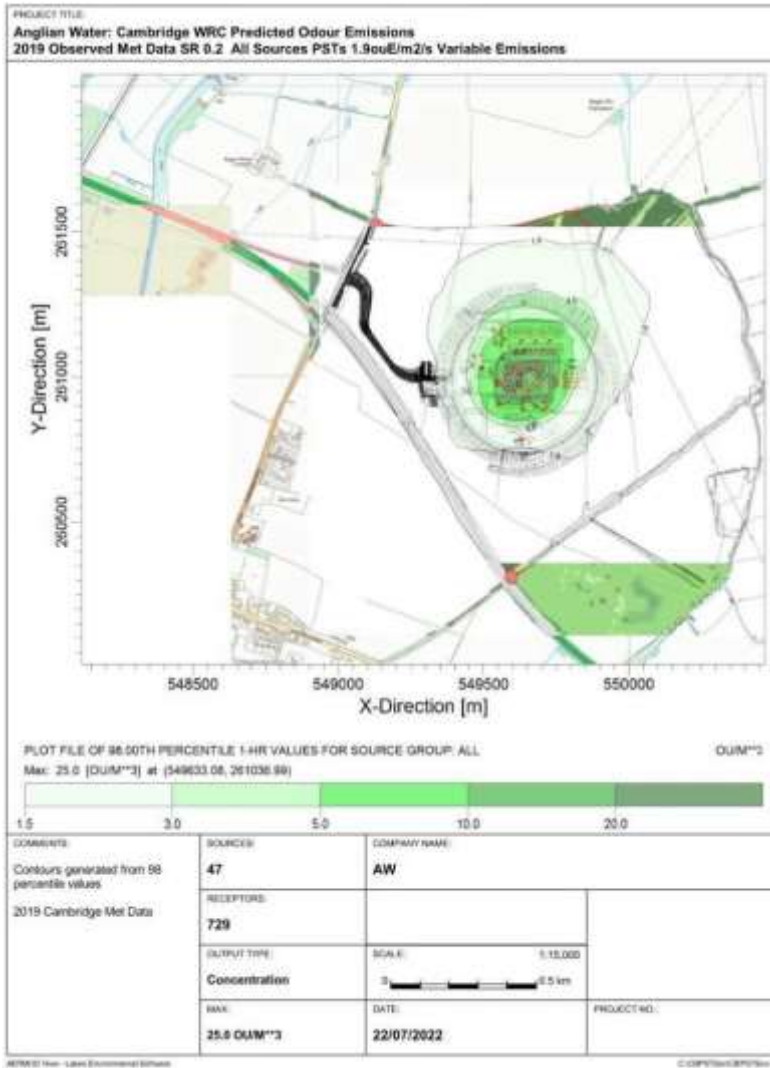 PROJECT TITLE:
Anglian Water: Cambridge WRC Predicted Odour Emissions
2019 Observed Met Data SR 0.2 All Sources PSTs 1.9ouE/m2/s Variable Emissions
Y-Direction [m]
261500
261000
260500
548500
549000
549500
550000
X-Direction [m]
PLOT FILE OF 98.00TH PERCENTILE 1-HR VALUES FOR SOURCE GROUP: ALL
OU/M**3
Max: 25.0 [OU/M**3] at (549633.08, 261036.99)
1.5
3.0
5.0
10.0
20.0
COMMENTS:
Contours generated from 98
percentile values
2019 Cambridge Met Data
SOURCES:
47
COMPANY NAME:
AW
RECEPTORS:
729
OUTPUT TYPE:
Concentration
SCALE:
1:15,000
0
0.5 km
MAX:
25.0 OU/M**3
DATE:
22/07/2022
PROJECT NO.:
AERMOD View - Lakes Environmental Software